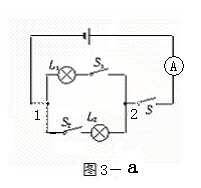 A
L₁ S₁
1 2 S
S₂ L₂
图3-a